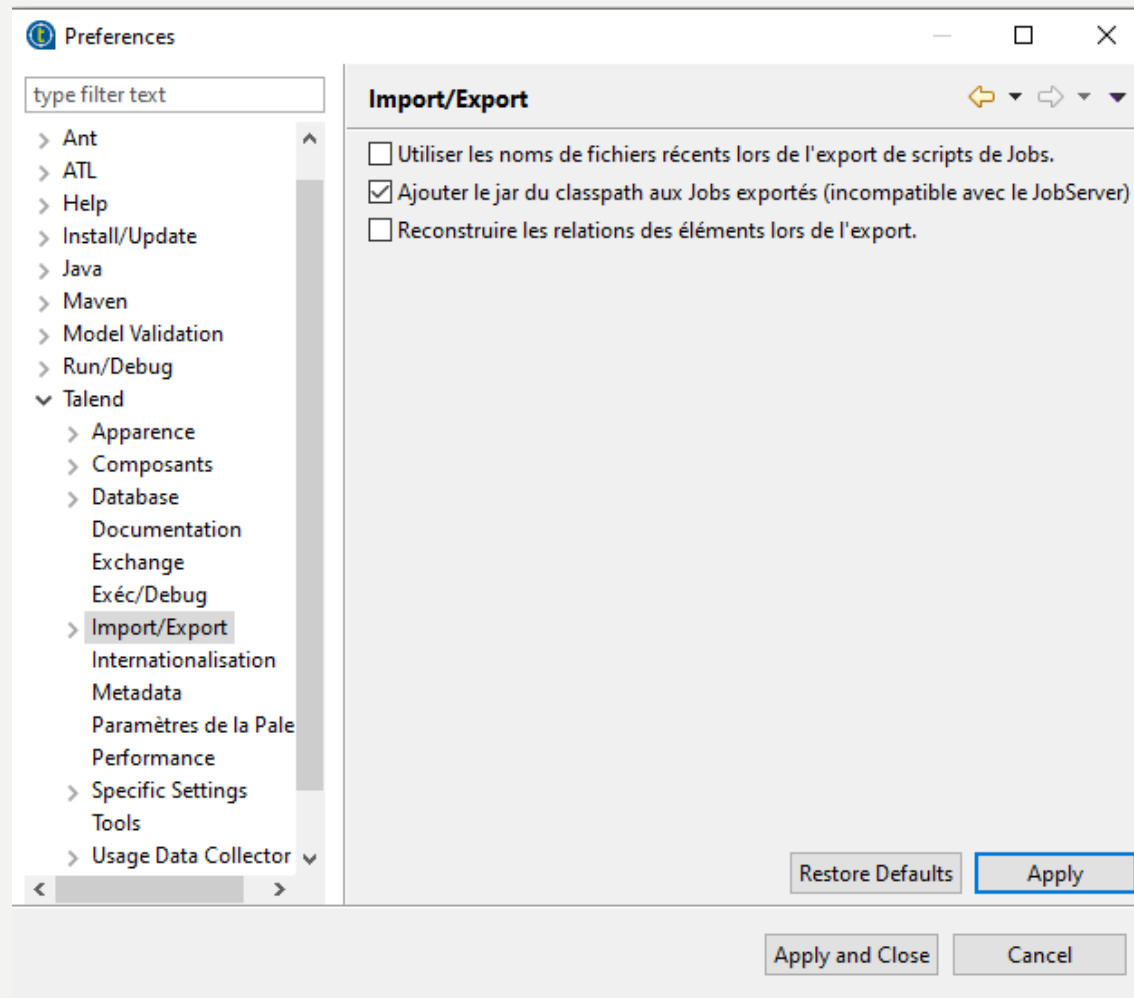 Preferences
type filter text
Ant
ATL
Help
Install/Update
Java
Maven
Model Validation
Run/Debug
Talend
Apparence
Composants
Database
Documentation
Exchange
Exéc/Debug
Import/Export
Internationalisation
Metadata
Paramètres de la Pale
Performance
Specific Settings
Tools
Usage Data Collector
Import/Export
Utiliser les noms de fichiers récents lors de l'export de scripts de Jobs.
Ajouter le jar du classpath aux Jobs exportés (incompatible avec le JobServer)
Reconstruire les relations des éléments lors de l'export.
Restore Defaults
Apply
Apply and Close
Cancel